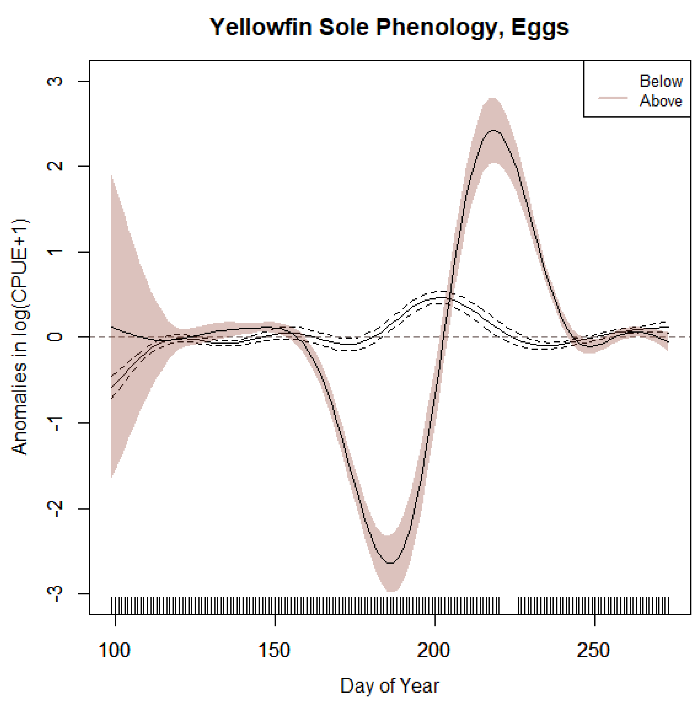 Yellowfin Sole Phenology, Eggs
Below
Above
3
2
1
0
-1
-2
-3
Anomalies in log(CPUE+1)
100 150 200 250
Day of Year